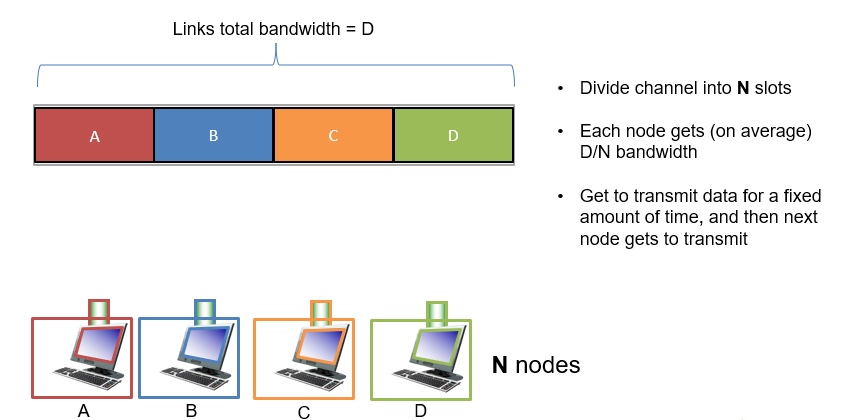 Links total bandwidth = D
A
B
C
D
• Divide channel into N slots
• Each node gets (on average)
D/N bandwidth
• Get to transmit data for a fixed
amount of time, and then next
node gets to transmit
N nodes
A
B
C
D